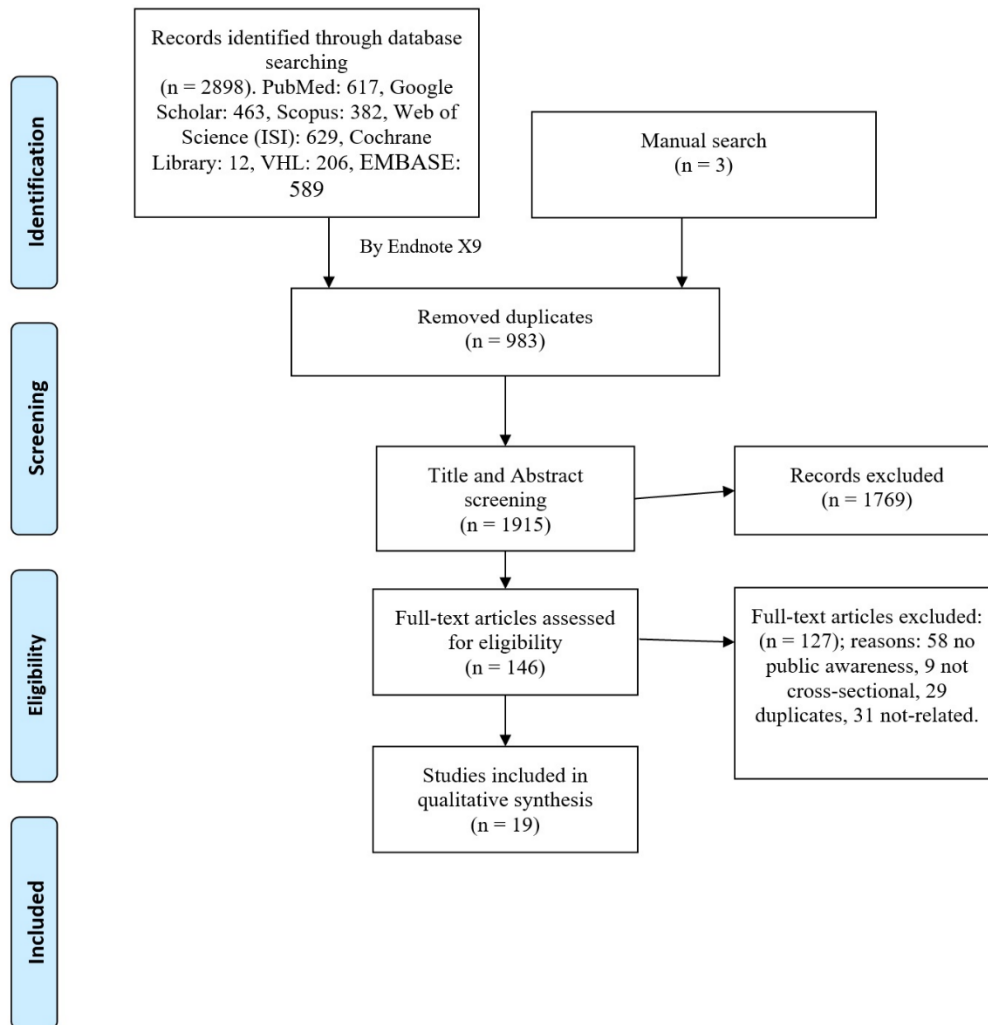 Identification
Records identified through database
searching
(n = 2898). PubMed: 617, Google
Scholar: 463, Scopus: 382, Web of
Science (ISI): 629, Cochrane
Library: 12, VHL: 206, EMBASE:
589
Manual search
(n = 3)
By Endnote X9
Removed duplicates
(n = 983)
Screening
Title and Abstract
screening
(n = 1915)
Records excluded
(n = 1769)
Eligibility
Full-text articles assessed
for eligibility
(n = 146)
Full-text articles excluded:
(n = 127); reasons: 58 no
public awareness, 9 not
cross-sectional, 29
duplicates, 31 not-related.
Studies included in
qualitative synthesis
(n = 19)
Included